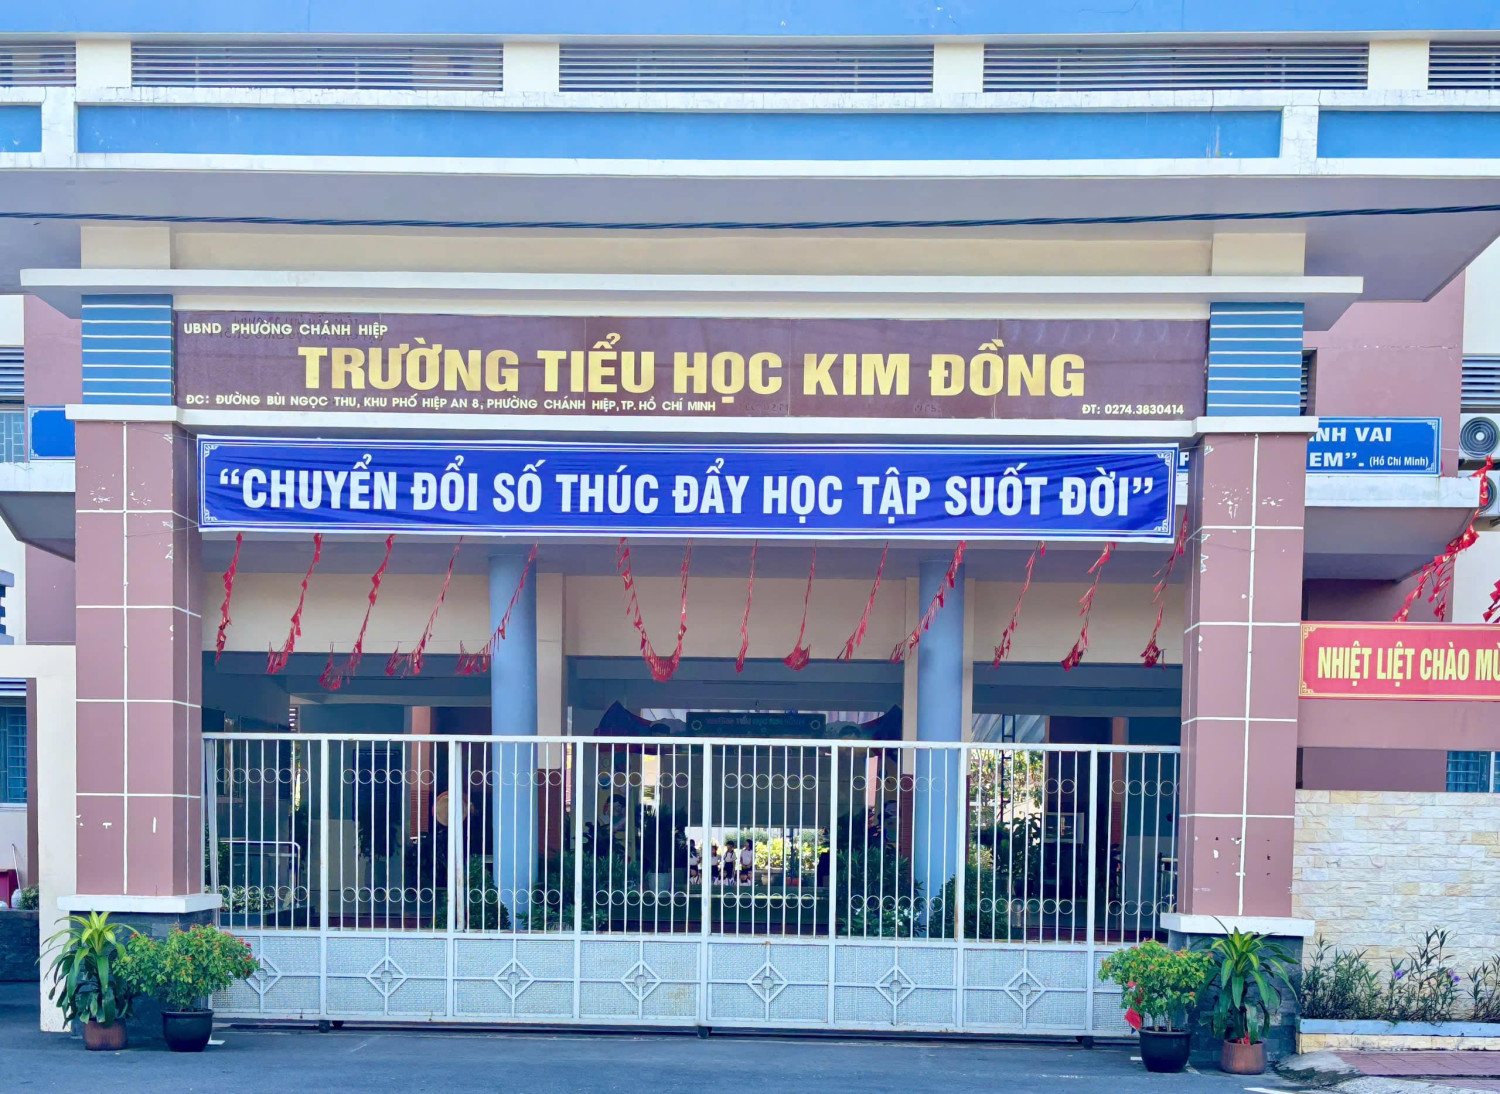 UBND PHƯỜNG CHÁNH HIỆP
TRƯỜNG TIỂU HỌC KIM ĐỒNG
ĐC: ĐƯỜNG BÙI NGỌC THU, KHU PHỐ HIỆP AN 8, PHƯỜNG CHÁNH HIỆP, TP. HỒ CHÍ MINH
ĐT: 0274.3830414
"CHUYỂN ĐỔI SỐ THÚC ĐẨY HỌC TẬP SUỐT ĐỜI"
NH VAI
EM". (Hồ Chí Minh)
NHIỆT LIỆT CHÀO MỪ